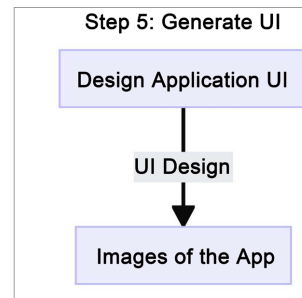 Step 5: Generate UI
Design Application UI
UI Design
Images of the App